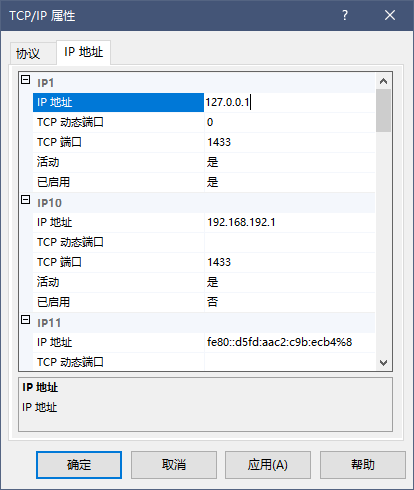 TCP/IP 属性
?
协议
IP 地址
IP1
IP 地址 127.0.0.1
TCP 动态端口 0
TCP 端口 1433
活动 是
已启用 是
IP10
IP 地址 192.168.192.1
TCP 动态端口
TCP 端口 1433
活动 是
已启用 否
IP11
IP 地址 fe80::d5fd:aac2:c9b:ecb4%8
TCP 动态端口
IP 地址
IP 地址
确定
取消
应用(A)
帮助